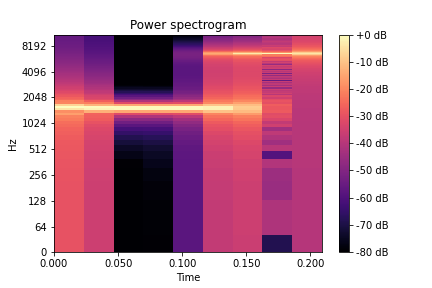 Power spectrogram
8192
4096
2048
1024
512
256
128
64
0
Hz
0.000 0.050 0.100 0.150 0.200
Time
+0 dB
-10 dB
-20 dB
-30 dB
-40 dB
-50 dB
-60 dB
-70 dB
-80 dB